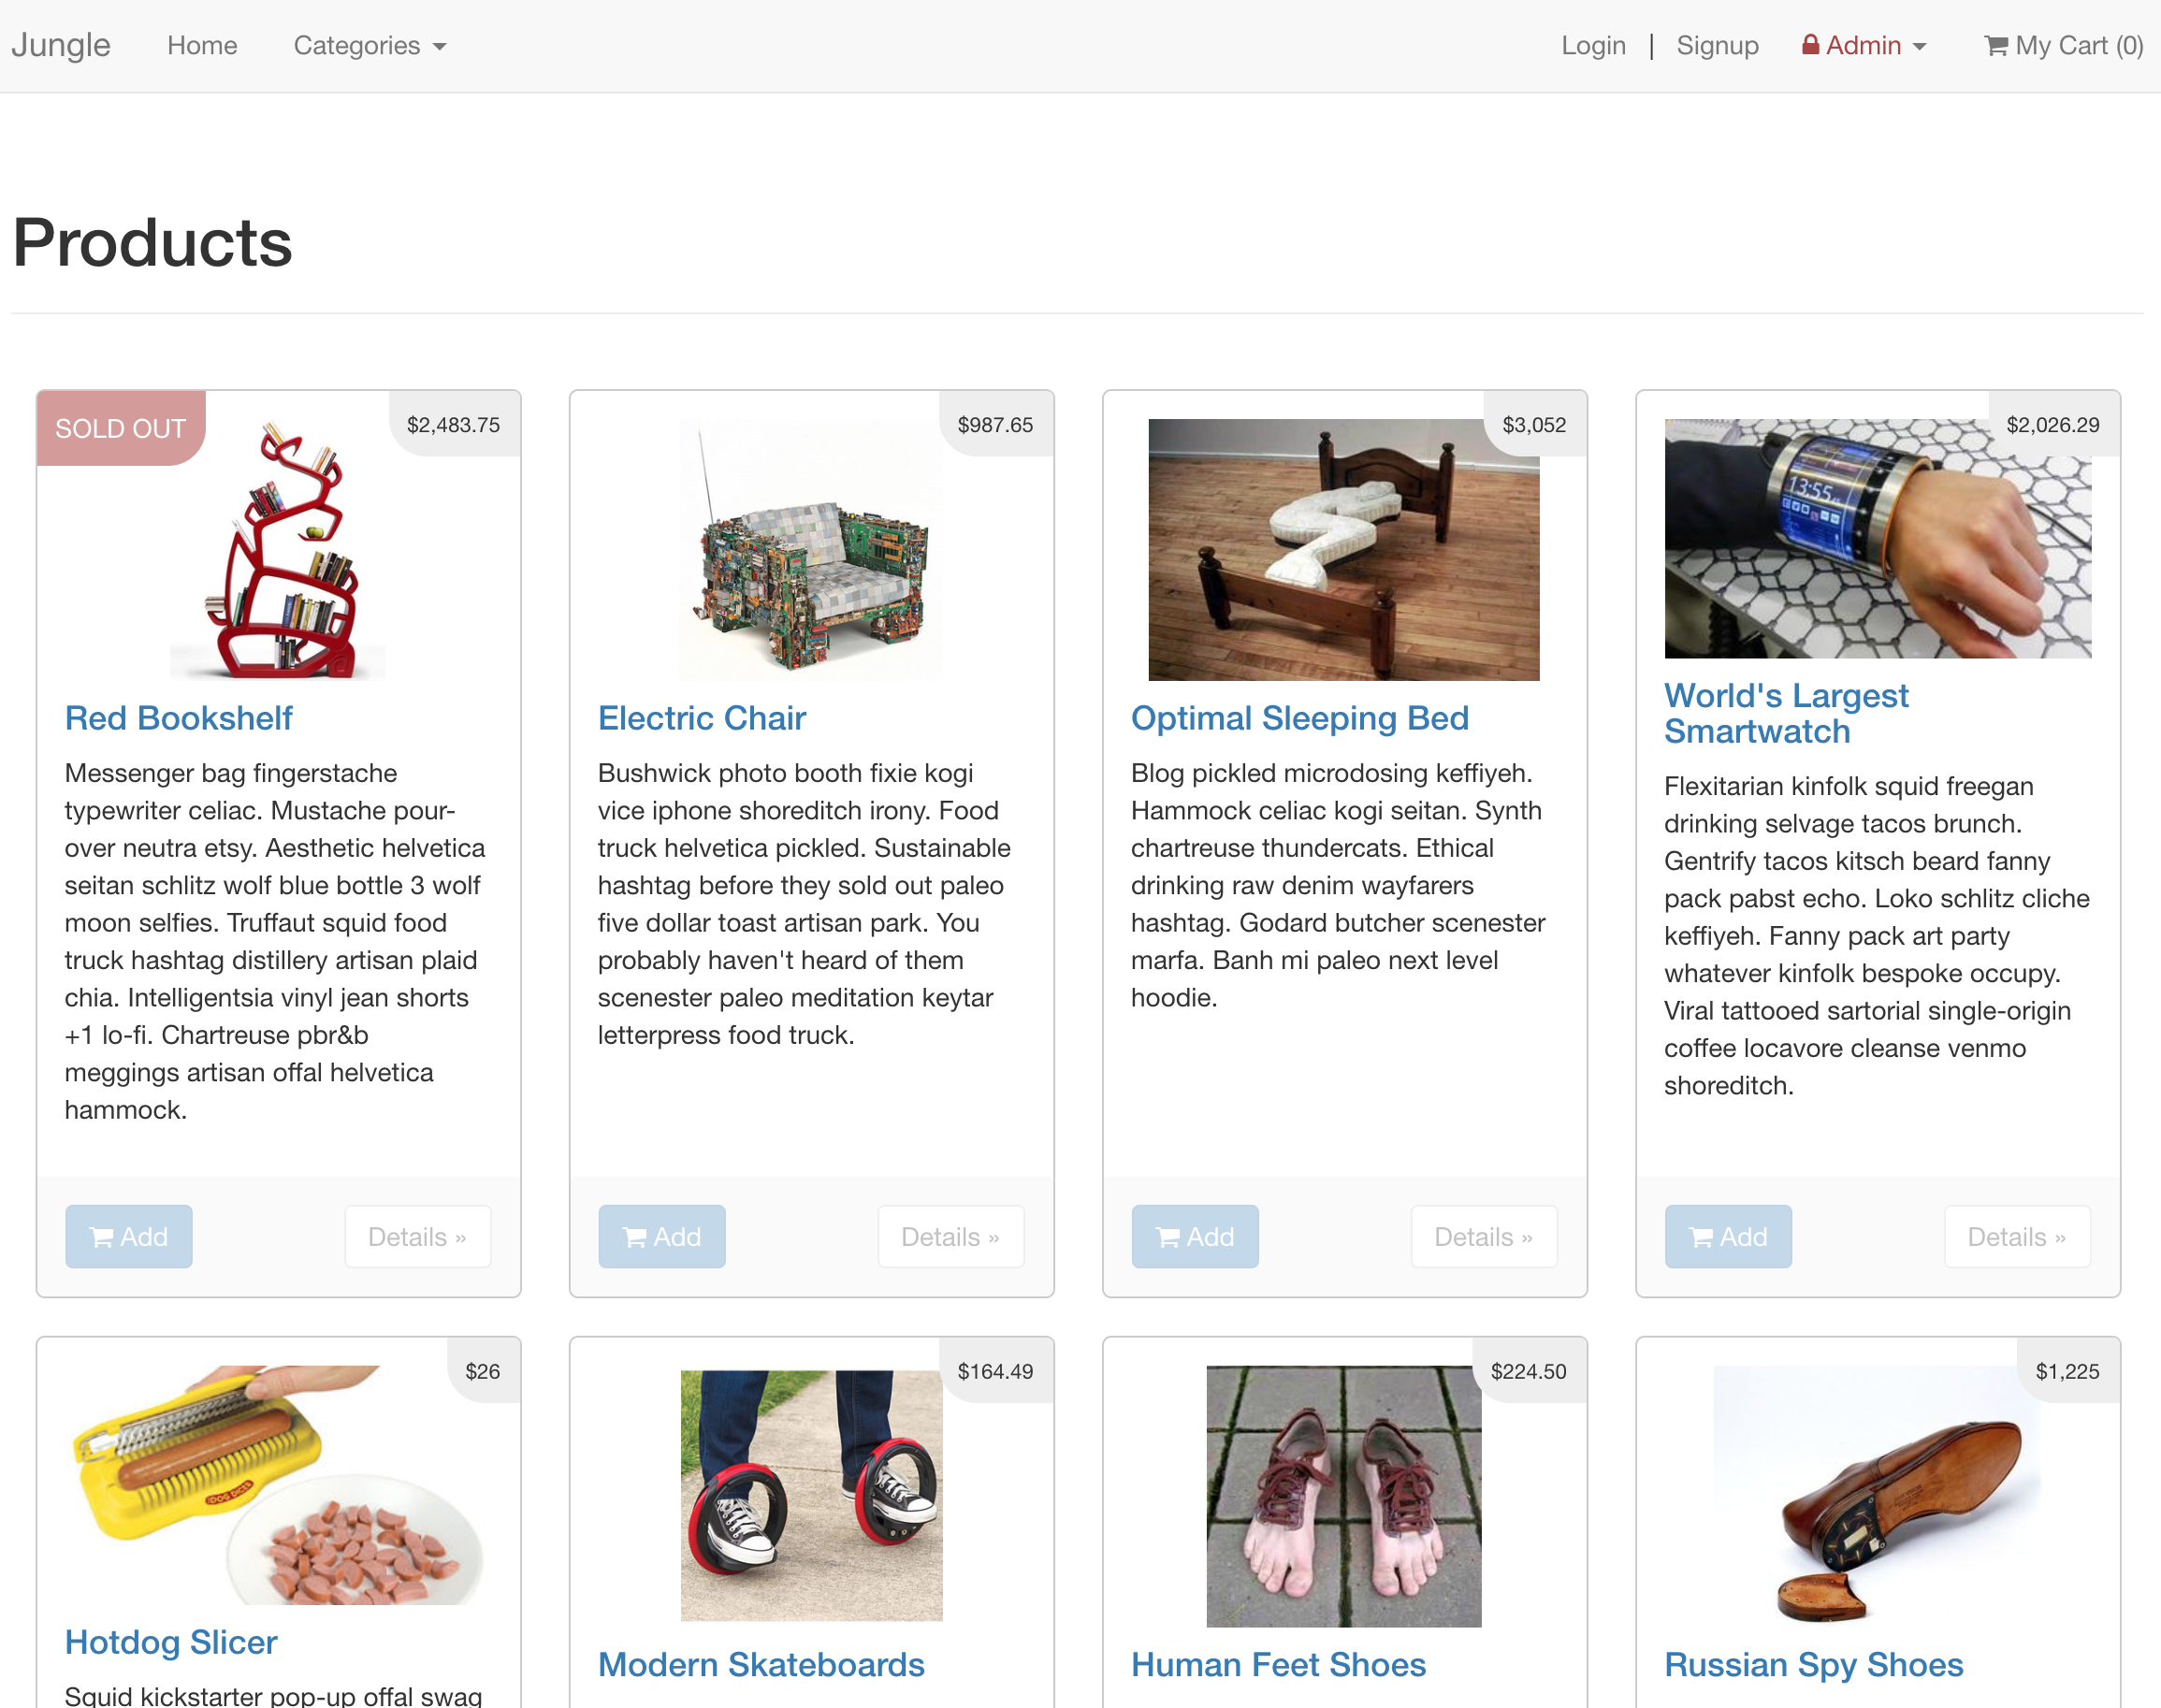 Jungle Home Categories Login | Signup Admin My Cart (0)
Products
SOLD OUT
$2,483.75
Red Bookshelf
Messenger bag fingerstache
typewriter celiac. Mustache pour-
over neutra etsy. Aesthetic helvetica
seitan schlitz wolf blue bottle 3 wolf
moon selfies. Truffaut squid food
truck hashtag distillery artisan plaid
chia. Intelligentsia vinyl jean shorts
+1 lo-fi. Chartreuse pbr&b
meggings artisan offal helvetica
hammock.
Add Details »
$987.65
Electric Chair
Bushwick photo booth fixie kogi
vice iphone shoreditch irony. Food
truck helvetica pickled. Sustainable
hashtag before they sold out paleo
five dollar toast artisan park. You
probably haven't heard of them
scenester paleo meditation keytar
letterpress food truck.
Add Details »
$3,052
Optimal Sleeping Bed
Blog pickled microdosing keffiyeh.
Hammock celiac kogi seitan. Synth
chartreuse thundercats. Ethical
drinking raw denim wayfarers
hashtag. Godard butcher scenester
marfa. Banh mi paleo next level
hoodie.
Add Details »
$2,026.29
13:55
World's Largest
Smartwatch
Flexitarian kinfolk squid freegan
drinking selvage tacos brunch.
Gentrify tacos kitsch beard fanny
pack pabst echo. Loko schlitz cliche
keffiyeh. Fanny pack art party
whatever kinfolk bespoke occupy.
Viral tattooed sartorial single-origin
coffee locavore cleanse venmo
shoreditch.
Add Details »
$26
DOG DICER
Hotdog Slicer
Squid kickstarter pop-up offal swag
$164.49
Modern Skateboards
$224.50
Human Feet Shoes
$1,225
Russian Spy Shoes